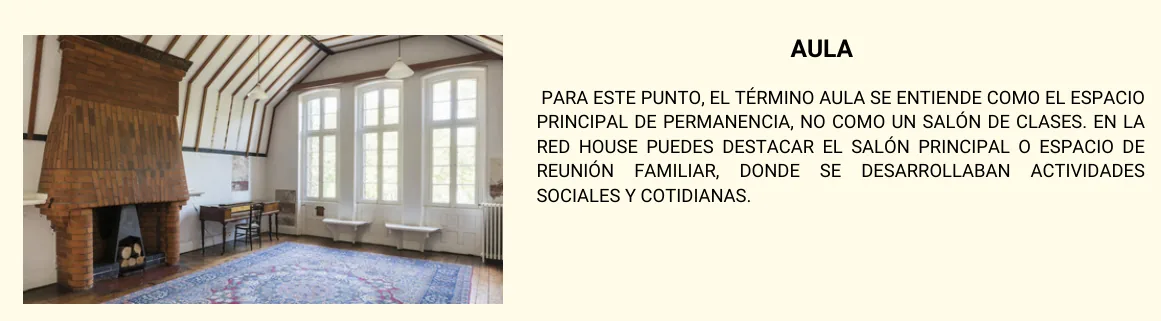 AULA
PARA ESTE PUNTO, EL TÉRMINO AULA SE ENTIENDE COMO EL ESPACIO
PRINCIPAL DE PERMANENCIA, NO COMO UN SALÓN DE CLASES. EN LA
RED HOUSE PUEDES DESTACAR EL SALÓN PRINCIPAL O ESPACIO DE
REUNIÓN FAMILIAR, DONDE SE DESARROLLABAN ACTIVIDADES
SOCIALES Y COTIDIANAS.